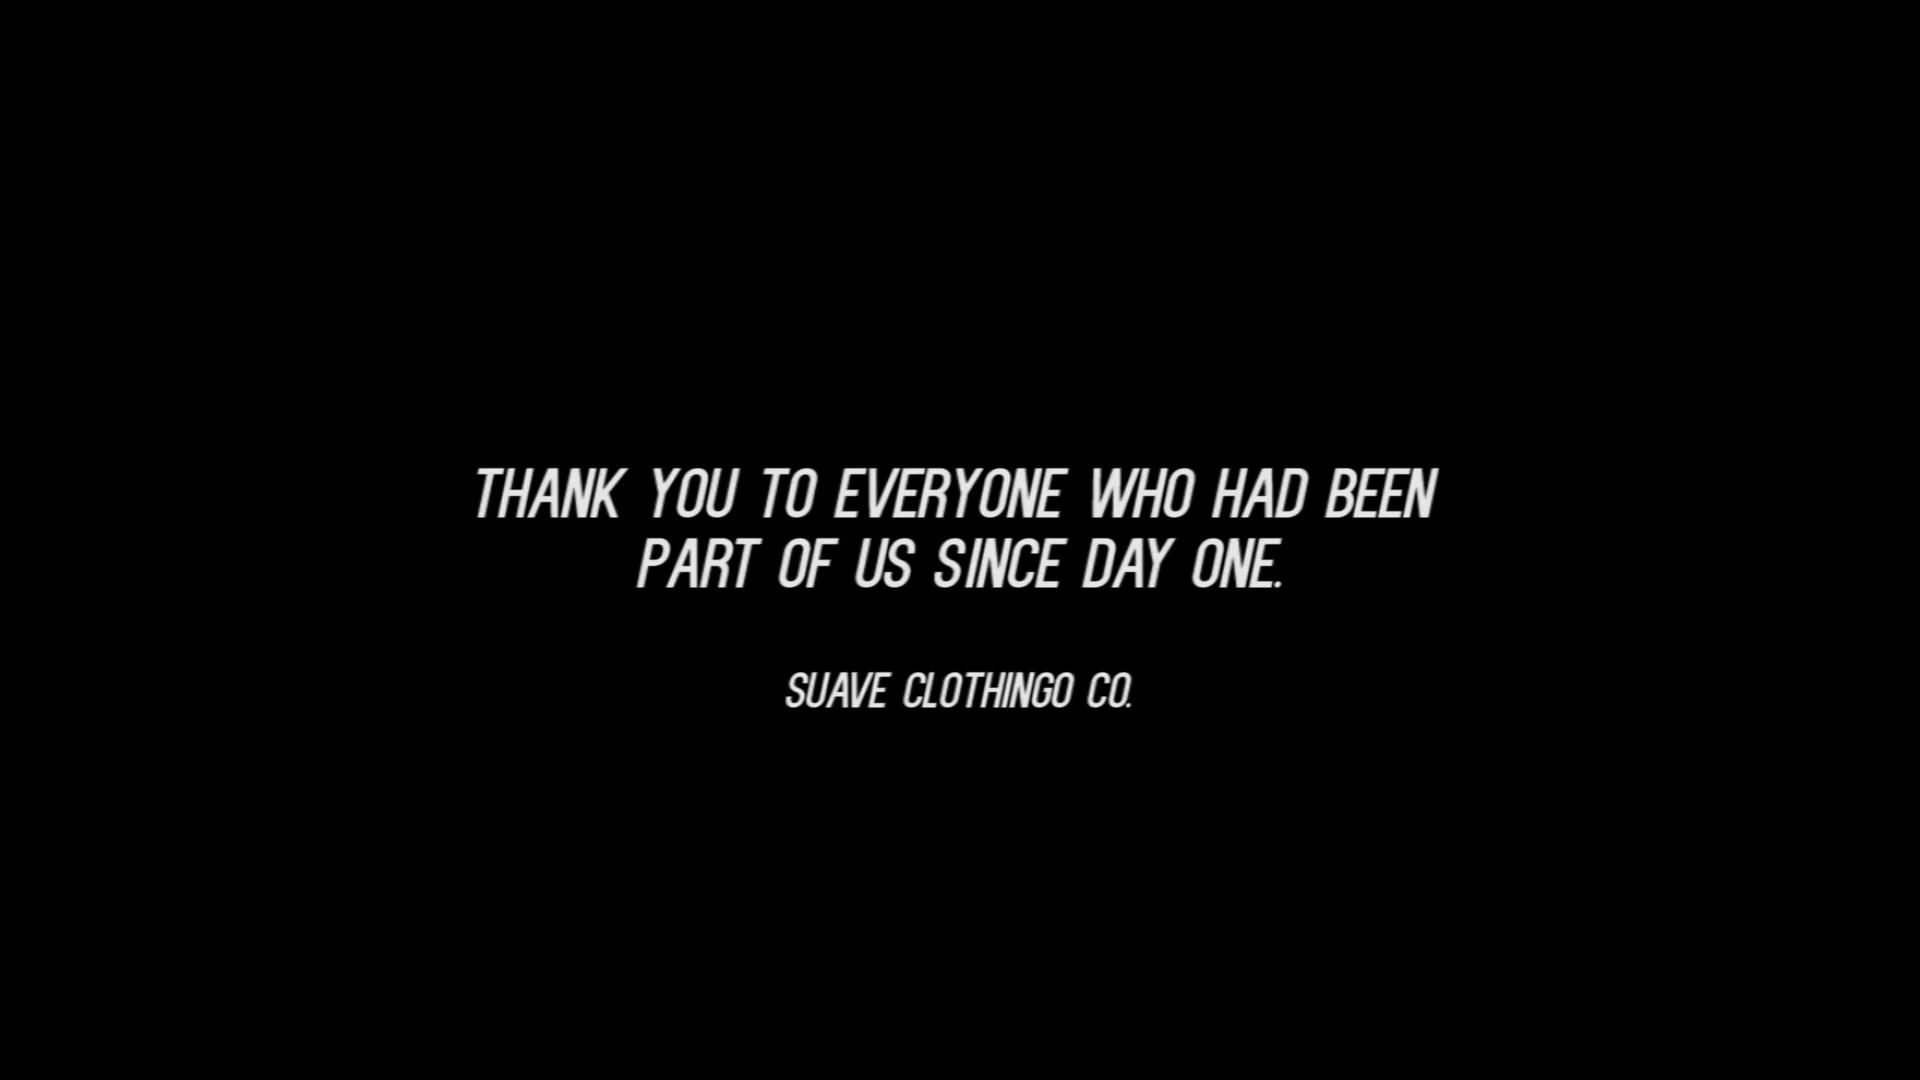 THANK YOU TO EVERYONE WHO HAD BEEN
PART OF US SINCE DAY ONE.
SUAVE CLOTHINGO CO.